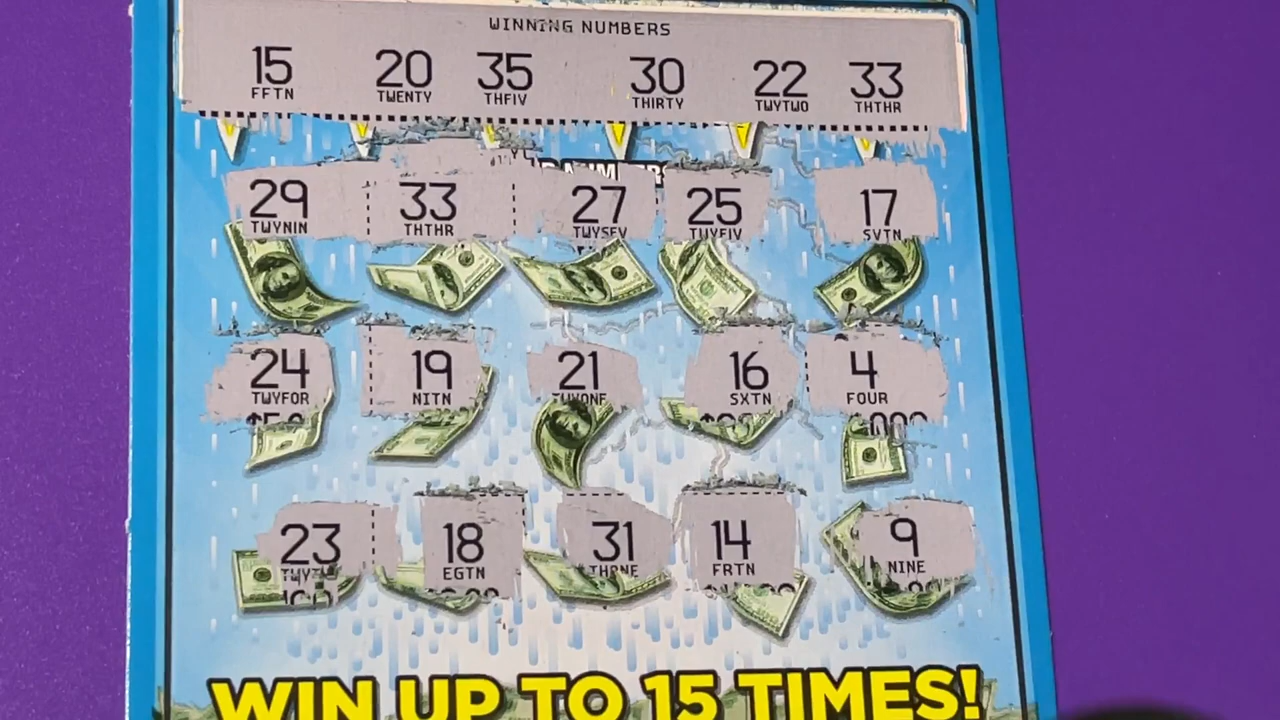 WINNING NUMBERS
15 20 35 30 22 33
FFTN TWENTY THFIV THIRTY TWYTWO THTHR
29 33 27 25 17
TWYNIN THTHR TWYSEV TWYFIV SVTN
24 19 21 16 4
TWYFOR NITN TWYONE SXTN FOUR
23 18 31 14 9
EGTN THRNE FRTN NINE
WIN UP TO 15 TIMES!